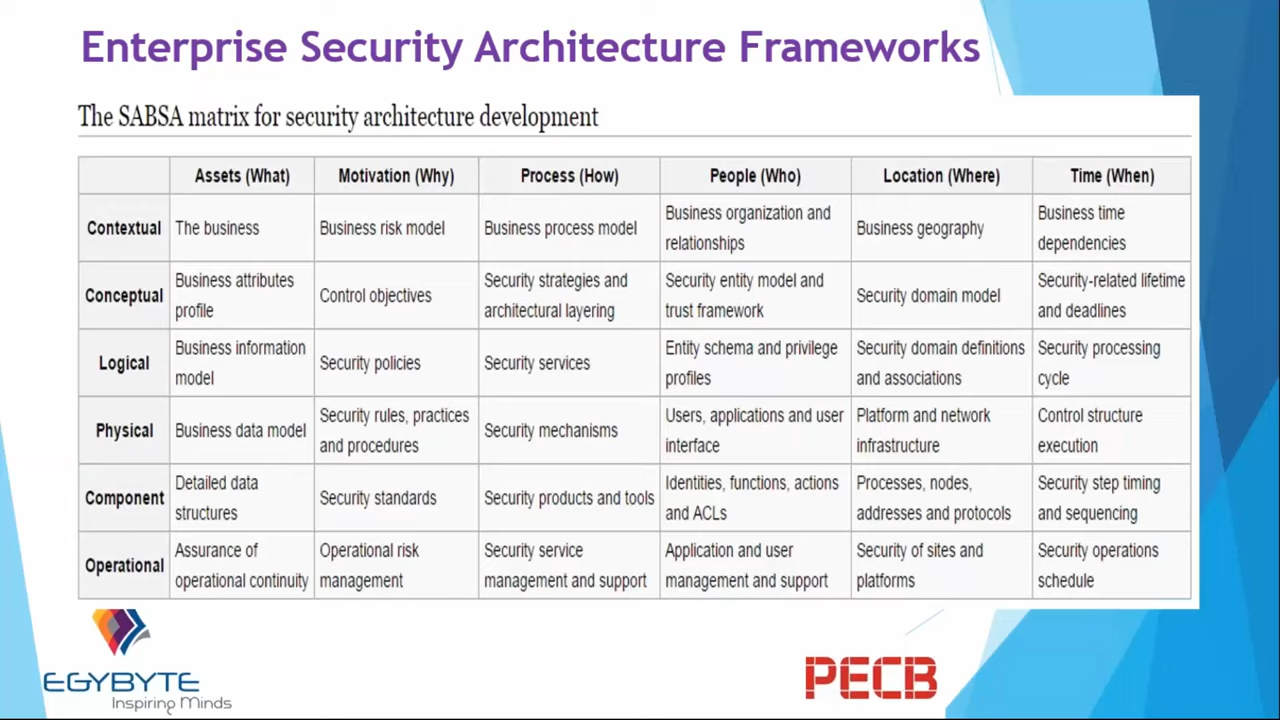 Enterprise Security Architecture Frameworks
The SABSA matrix for security architecture development
Assets (What) Motivation (Why) Process (How) People (Who) Location (Where) Time (When)
Contextual The business Business risk model Business process model Business organization and relationships Business geography Business time dependencies
Conceptual Business attributes profile Control objectives Security strategies and architectural layering Security entity model and trust framework Security domain model Security-related lifetime and deadlines
Logical Business information model Security policies Security services Entity schema and privilege profiles Security domain definitions and associations Security processing cycle
Physical Business data model Security rules, practices and procedures Security mechanisms Users, applications and user interface Platform and network infrastructure Control structure execution
Component Detailed data structures Security standards Security products and tools Identities, functions, actions and ACLs Processes, nodes, addresses and protocols Security step timing and sequencing
Operational Assurance of operational continuity Operational risk management Security service management and support Application and user management and support Security of sites and platforms Security operations schedule
EGYBYTE
Inspiring Minds
PECB